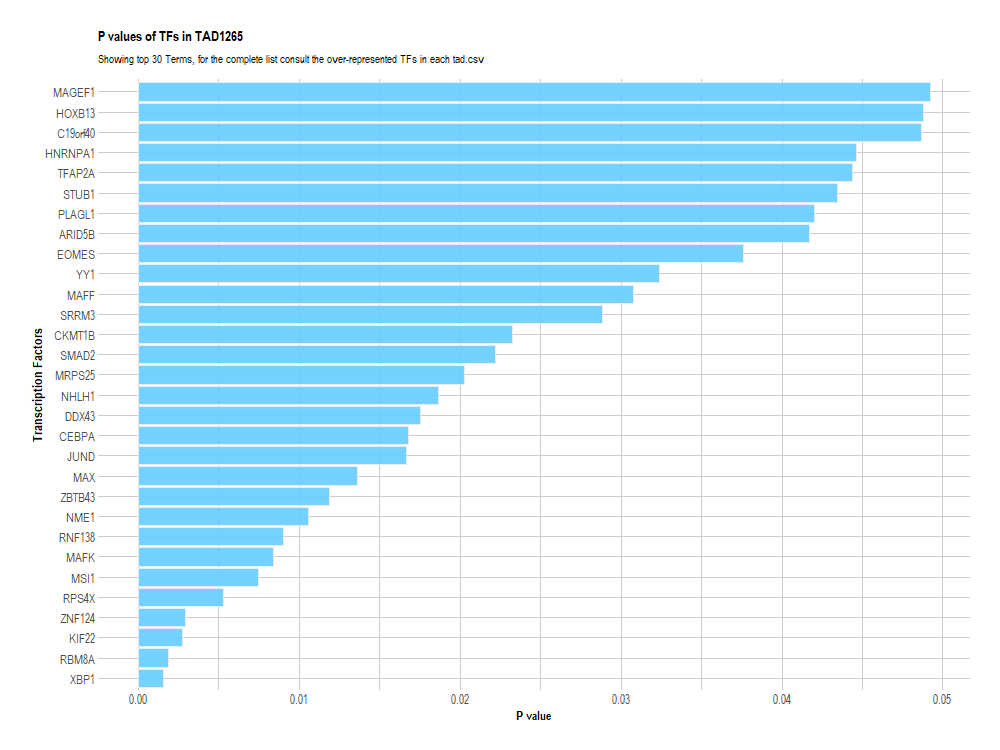 P values of TFs in TAD1265
Showing top 30 Terms, for the complete list consult the over-represented TFs in each tad.csv
Transcription Factors
MAGEF1
HOXB13
C19orf40
HNRNPA1
TFAP2A
STUB1
PLAGL1
ARID5B
EOMES
YY1
MAFF
SRRM3
CKMT1B
SMAD2
MRPS25
NHLH1
DDX43
CEBPA
JUND
MAX
ZBTB43
NME1
RNF138
MAFK
MSI1
RPS4X
ZNF124
KIF22
RBM8A
XBP1
0.00 0.01 0.02 0.03 0.04 0.05
P value